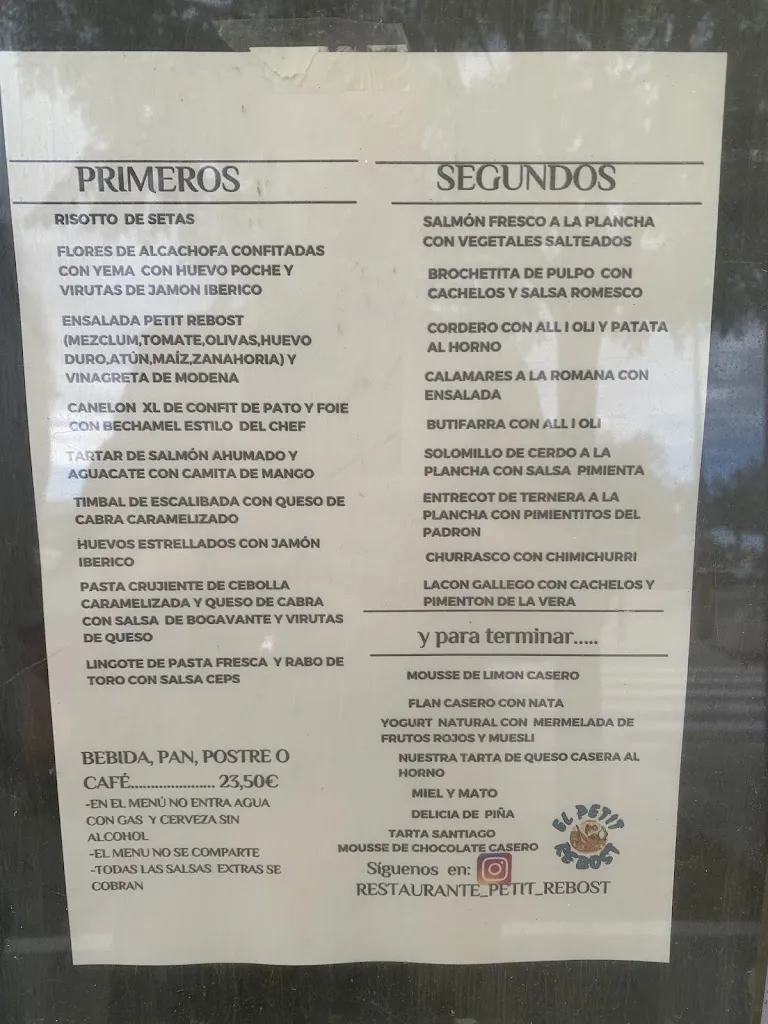 PRIMEROS
RISOTTO DE SETAS
FLORES DE ALCACHOFA CONFITADAS
CON YEMA CON HUEVO POCHE Y
VIRUTAS DE JAMON IBERICO
ENSALADA PETIT REBOST
(MEZCLUM,TOMATE,OLIVAS,HUEVO
DURO,ATÚN,MAÍZ,ZANAHORIA) Y
VINAGRETA DE MODENA
CANELON XL DE CONFIT DE PATO Y FOIE
CON BECHAMEL ESTILO DEL CHEF
TARTAR DE SALMÓN AHUMADO Y
AGUACATE CON CAMITA DE MANGO
TIMBAL DE ESCALIBADA CON QUESO DE
CABRA CARAMELIZADO
HUEVOS ESTRELLADOS CON JAMÓN
IBERICO
PASTA CRUJIENTE DE CEBOLLA
CARAMELIZADA Y QUESO DE CABRA
CON SALSA DE BOGAVANTE Y VIRUTAS
DE QUESO
LINGOTE DE PASTA FRESCA Y RABO DE
TORO CON SALSA CEPS
BEBIDA, PAN, POSTRE O
CAFÉ..................... 23,50€
-EN EL MENÚ NO ENTRA AGUA
CON GAS Y CERVEZA SIN
ALCOHOL
-EL MENU NO SE COMPARTE
-TODAS LAS SALSAS EXTRAS SE
COBRAN
SEGUNDOS
SALMÓN FRESCO A LA PLANCHA
CON VEGETALES SALTEADOS
BROCHETITA DE PULPO CON
CACHELOS Y SALSA ROMESCO
CORDERO CON ALL I OLI Y PATATA
AL HORNO
CALAMARES A LA ROMANA CON
ENSALADA
BUTIFARRA CON ALL I OLI
SOLOMILLO DE CERDO A LA
PLANCHA CON SALSA PIMIENTA
ENTRECOT DE TERNERA A LA
PLANCHA CON PIMIENTITOS DEL
PADRON
CHURRASCO CON CHIMICHURRI
LACON GALLEGO CON CACHELOS Y
PIMENTON DE LA VERA
y para terminar.....
MOUSSE DE LIMON CASERO
FLAN CASERO CON NATA
YOGURT NATURAL CON MERMELADA DE
FRUTOS ROJOS Y MUESLI
NUESTRA TARTA DE QUESO CASERA AL
HORNO
MIEL Y MATO
DELICIA DE PIÑA
TARTA SANTIAGO
MOUSSE DE CHOCOLATE CASERO
EL PETIT
REBOST
Síguenos en:
RESTAURANTE_PETIT_REBOST